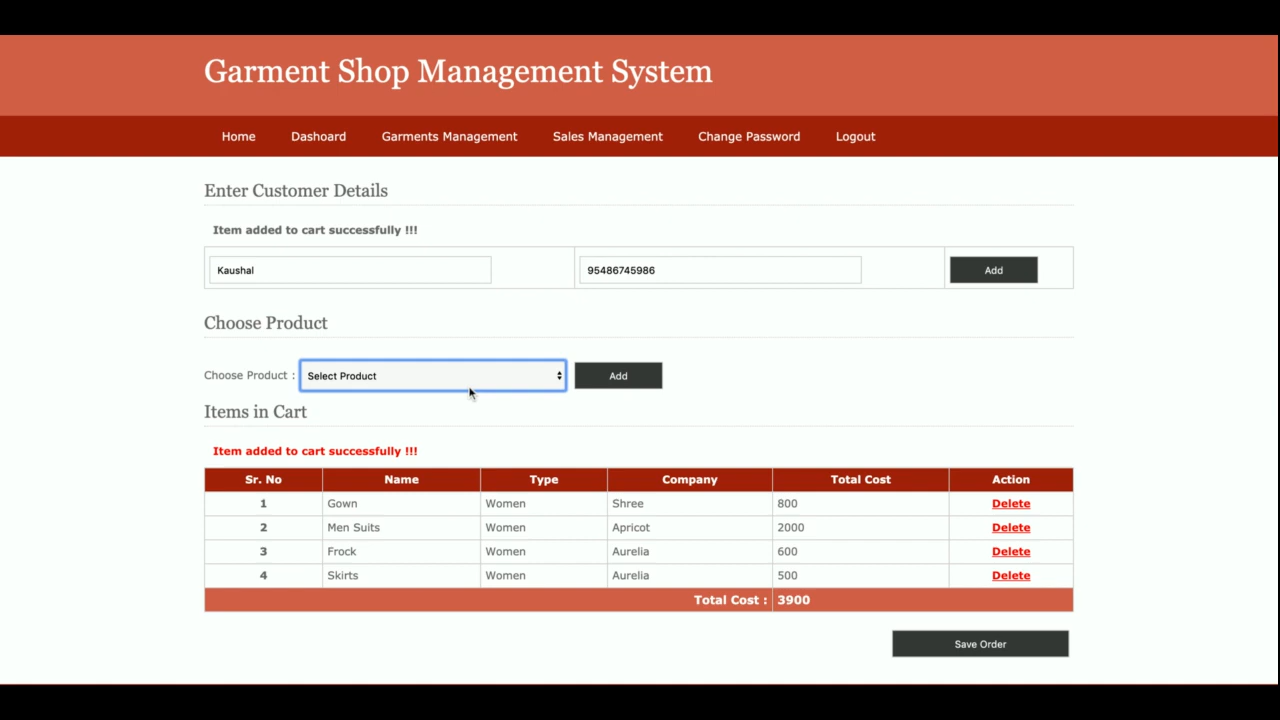 Garment Shop Management System
Home Dashoard Garments Management Sales Management Change Password Logout
Enter Customer Details
Item added to cart successfully !!!
Kaushal 95486745986 Add
Choose Product
Choose Product : Select Product Add
Items in Cart
Item added to cart successfully !!!
Sr. No Name Type Company Total Cost Action
1 Gown Women Shree 800 Delete
2 Men Suits Women Apricot 2000 Delete
3 Frock Women Aurelia 600 Delete
4 Skirts Women Aurelia 500 Delete
Total Cost : 3900
Save Order